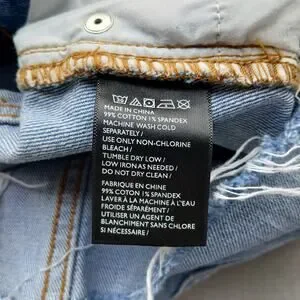 MADE IN CHINA
99% COTTON 1% SPANDEX
MACHINE WASH COLD
SEPARATELY /
USE ONLY NON-CHLORINE
BLEACH /
TUMBLE DRY LOW /
LOW IRON AS NEEDED /
DO NOT DRY CLEAN /
FABRIQUE EN CHINE
99% COTON 1% SPANDEX
LAVER À LA MACHINE À L'EAU
FROIDE SÉPARÉMENT /
UTILISER UN AGENT DE
BLANCHIMENT SANS CHLORE
SI NÉCESSAIRE /